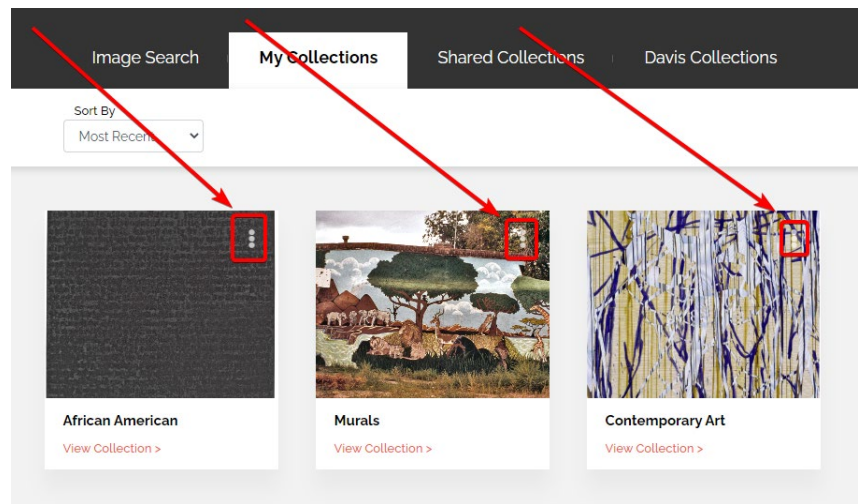 Image Search
My Collections
Shared Collections
Davis Collections
Sort By
Most Recent
African American
View Collection >
Murals
View Collection >
Contemporary Art
View Collection >